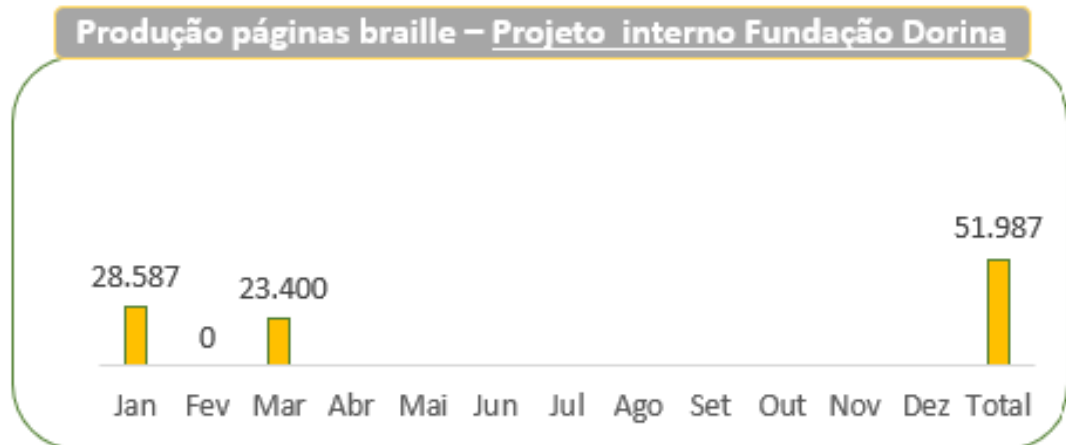 Produção páginas braille – Projeto interno Fundação Dorina
51.987
28.587
23.400
0
Jan Fev Mar Abr Mai Jun Jul Ago Set Out Nov Dez Total